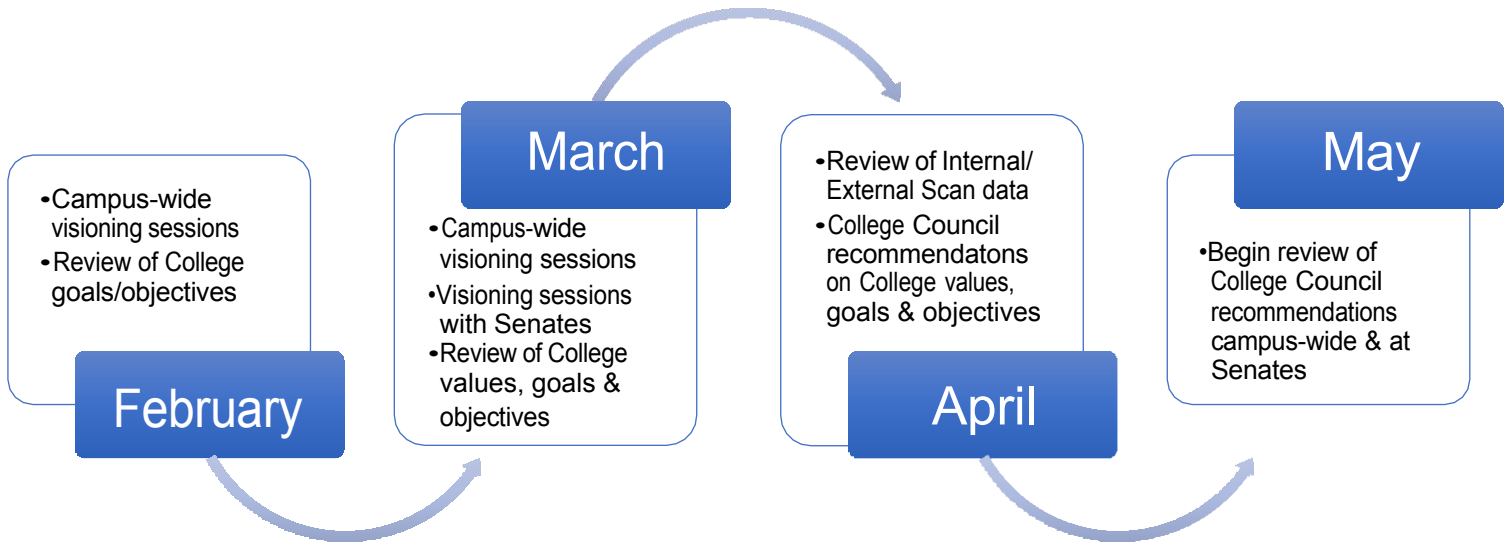 •Campus-wide
visioning sessions
•Review of College
goals/objectives
February
March
•Campus-wide
visioning sessions
•Visioning sessions
with Senates
•Review of College
values, goals &
objectives
•Review of Internal/
External Scan data
•College Council
recommendatons
on College values,
goals & objectives
April
May
•Begin review of
College Council
recommendations
campus-wide & at
Senates